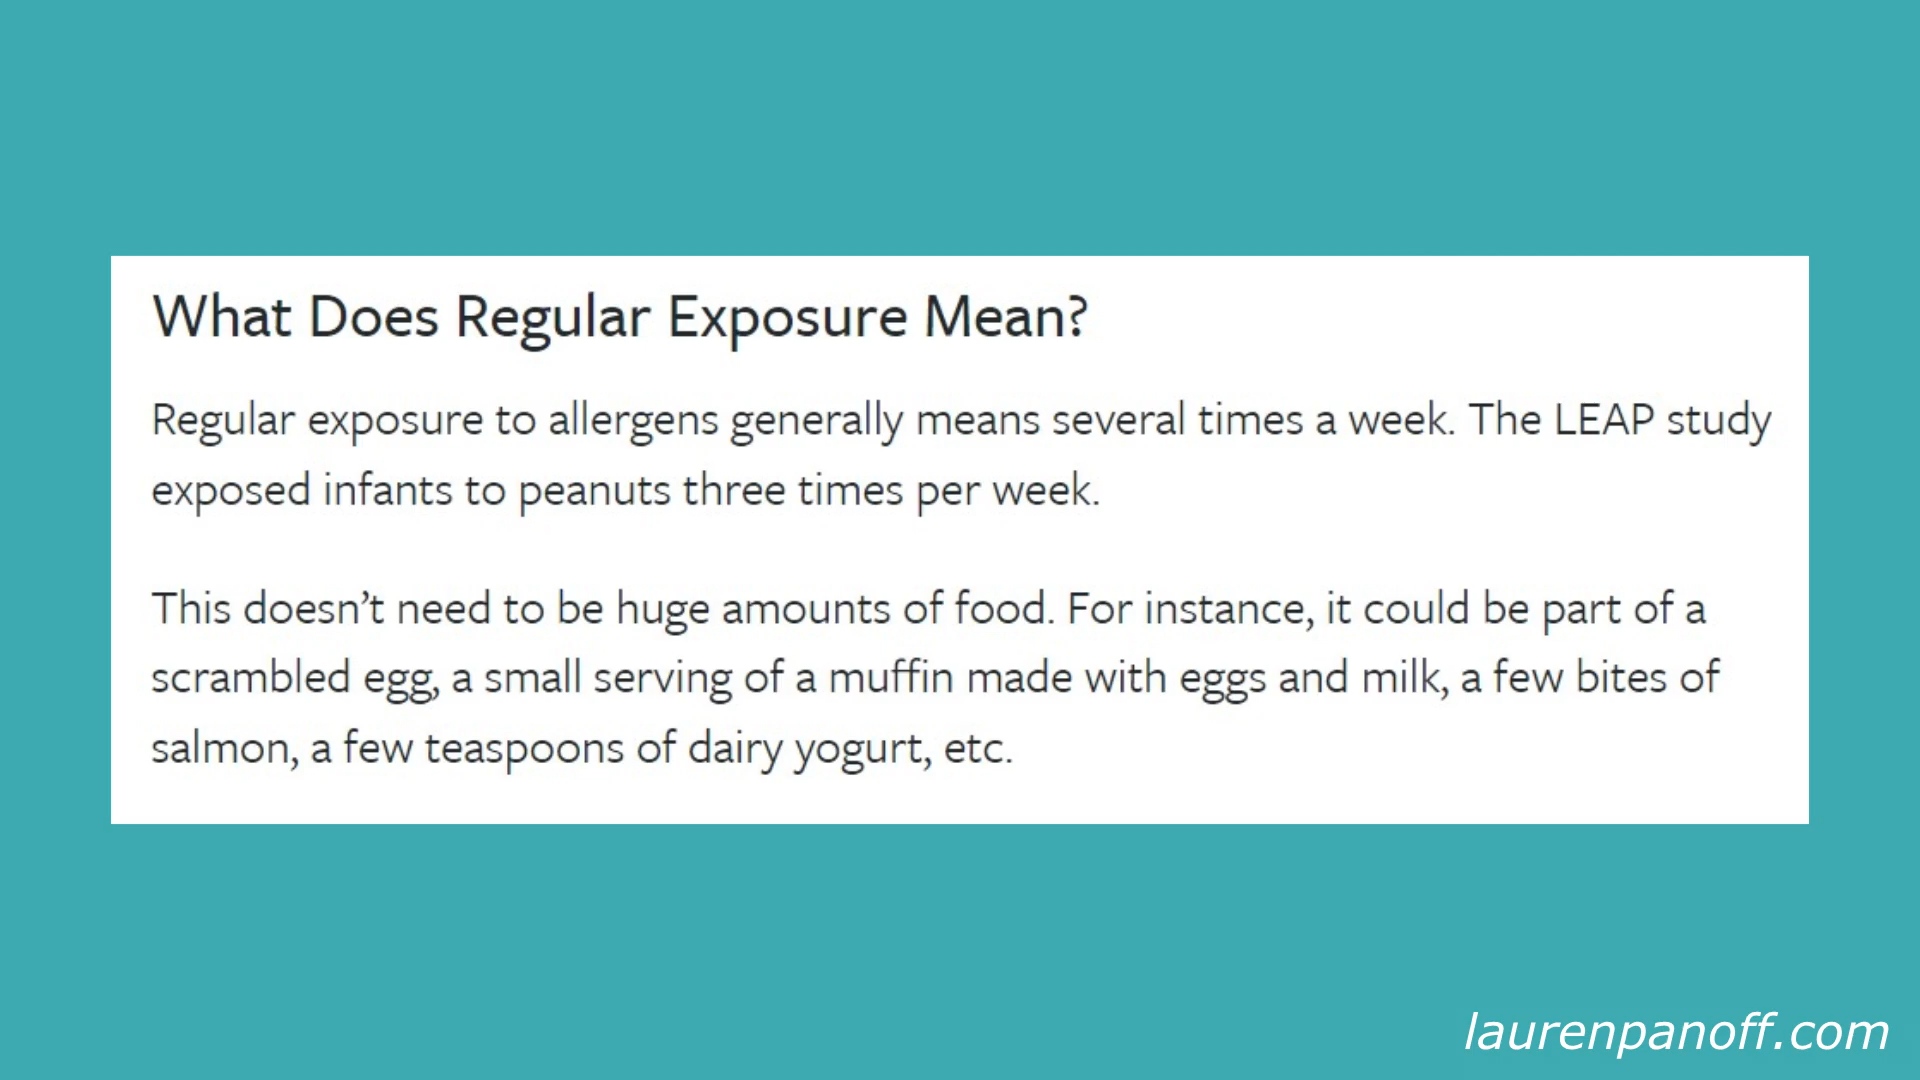 What Does Regular Exposure Mean?
Regular exposure to allergens generally means several times a week. The LEAP study
exposed infants to peanuts three times per week.
This doesn’t need to be huge amounts of food. For instance, it could be part of a
scrambled egg, a small serving of a muffin made with eggs and milk, a few bites of
salmon, a few teaspoons of dairy yogurt, etc.
laurenpanoff.com